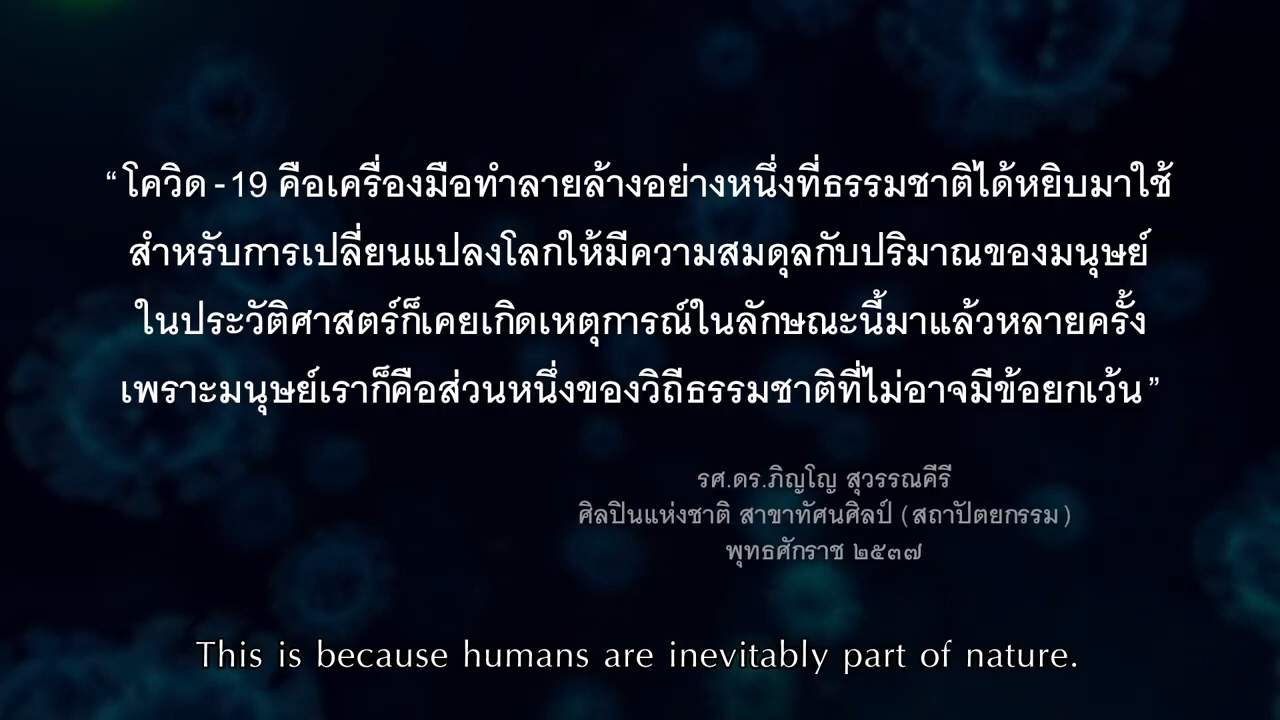 “โควิด-19 คือเครื่องมือทำลายล้างอย่างหนึ่งที่ธรรมชาติได้หยิบมาใช้
สำหรับการเปลี่ยนแปลงโลกให้มีความสมดุลกับปริมาณของมนุษย์
ในประวัติศาสตร์ก็เคยเกิดเหตุการณ์ในลักษณะนี้มาแล้วหลายครั้ง
เพราะมนุษย์เราก็คือส่วนหนึ่งของวิถีธรรมชาติที่ไม่อาจมีข้อยกเว้น”
รศ.ดร.ภิญโญ สุวรรณคีรี
ศิลปินแห่งชาติ สาขาทัศนศิลป์ (สถาปัตยกรรม)
พุทธศักราช ๒๕๓๗
This is because humans are inevitably part of nature.